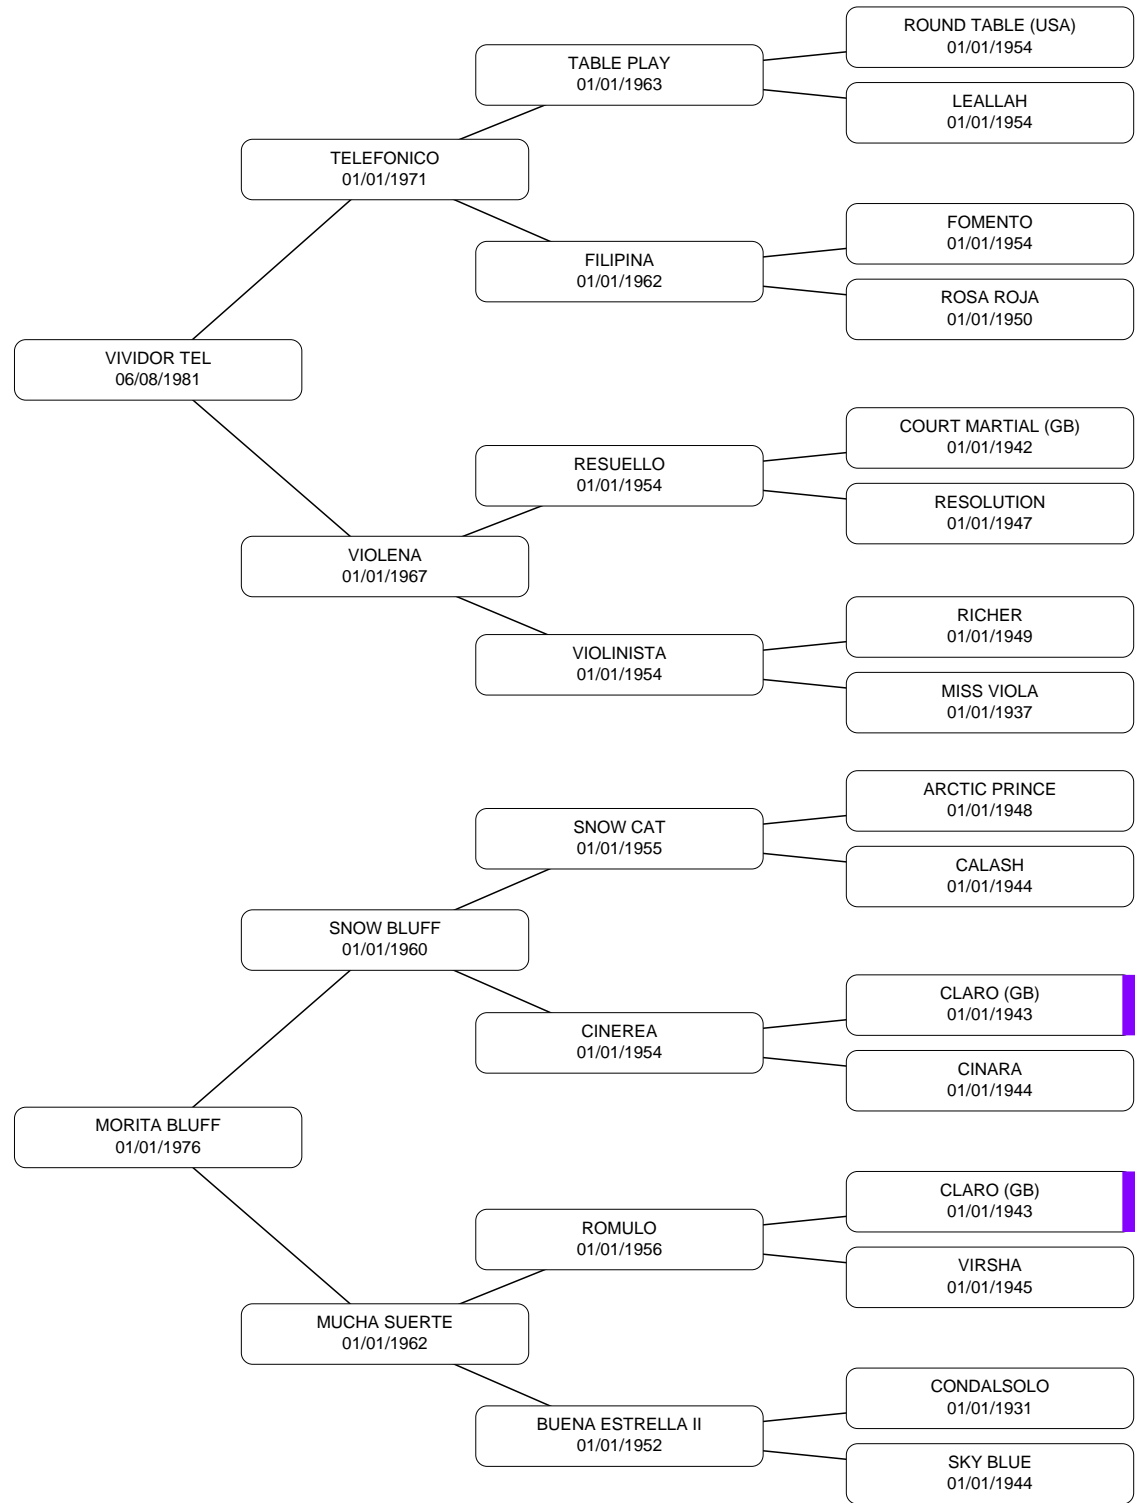 ROUND TABLE (USA)
01/01/1954
TABLE PLAY
01/01/1963
LEALLAH
01/01/1954
TELEFONICO
01/01/1971
FOMENTO
01/01/1954
FILIPINA
01/01/1962
ROSA ROJA
01/01/1950
VIVIDOR TEL
06/08/1981
COURT MARTIAL (GB)
01/01/1942
RESUELLO
01/01/1954
RESOLUTION
01/01/1947
VIOLENA
01/01/1967
RICHER
01/01/1949
VIOLINISTA
01/01/1954
MISS VIOLA
01/01/1937
ARCTIC PRINCE
01/01/1948
SNOW CAT
01/01/1955
CALASH
01/01/1944
SNOW BLUFF
01/01/1960
CLARO (GB)
01/01/1943
CINEREA
01/01/1954
CINARA
01/01/1944
MORITA BLUFF
01/01/1976
CLARO (GB)
01/01/1943
ROMULO
01/01/1956
VIRSHA
01/01/1945
MUCHA SUERTE
01/01/1962
CONDALSOLO
01/01/1931
BUENA ESTRELLA II
01/01/1952
SKY BLUE
01/01/1944